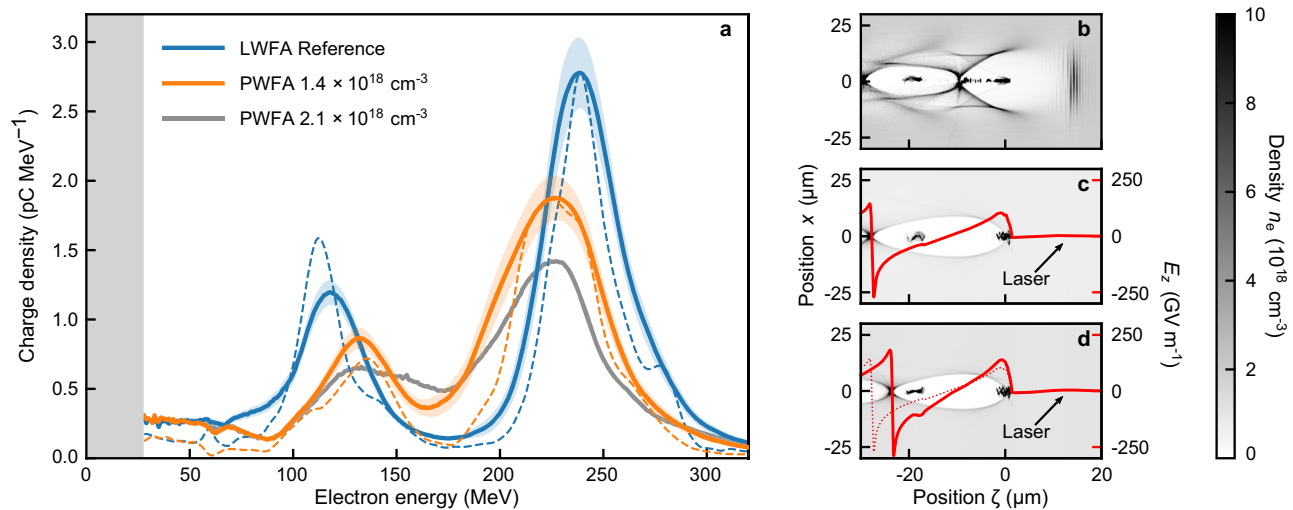 a
LWFA Reference
PWFA 1.4 × 10¹⁸ cm⁻³
PWFA 2.1 × 10¹⁸ cm⁻³
3.0
2.5
2.0
1.5
1.0
0.5
0.0
Charge density (pC MeV⁻¹)
0 50 100 150 200 250 300
Electron energy (MeV)
b
25
0
-25
c
25
0
-25
250
0
-250
Laser
d
25
0
-25
250
0
-250
Laser
Position x (µm)
E_z (GV m⁻¹)
-20 0 20
Position ζ (µm)
10
8
6
4
2
0
Density nₑ (10¹⁸ cm⁻³)